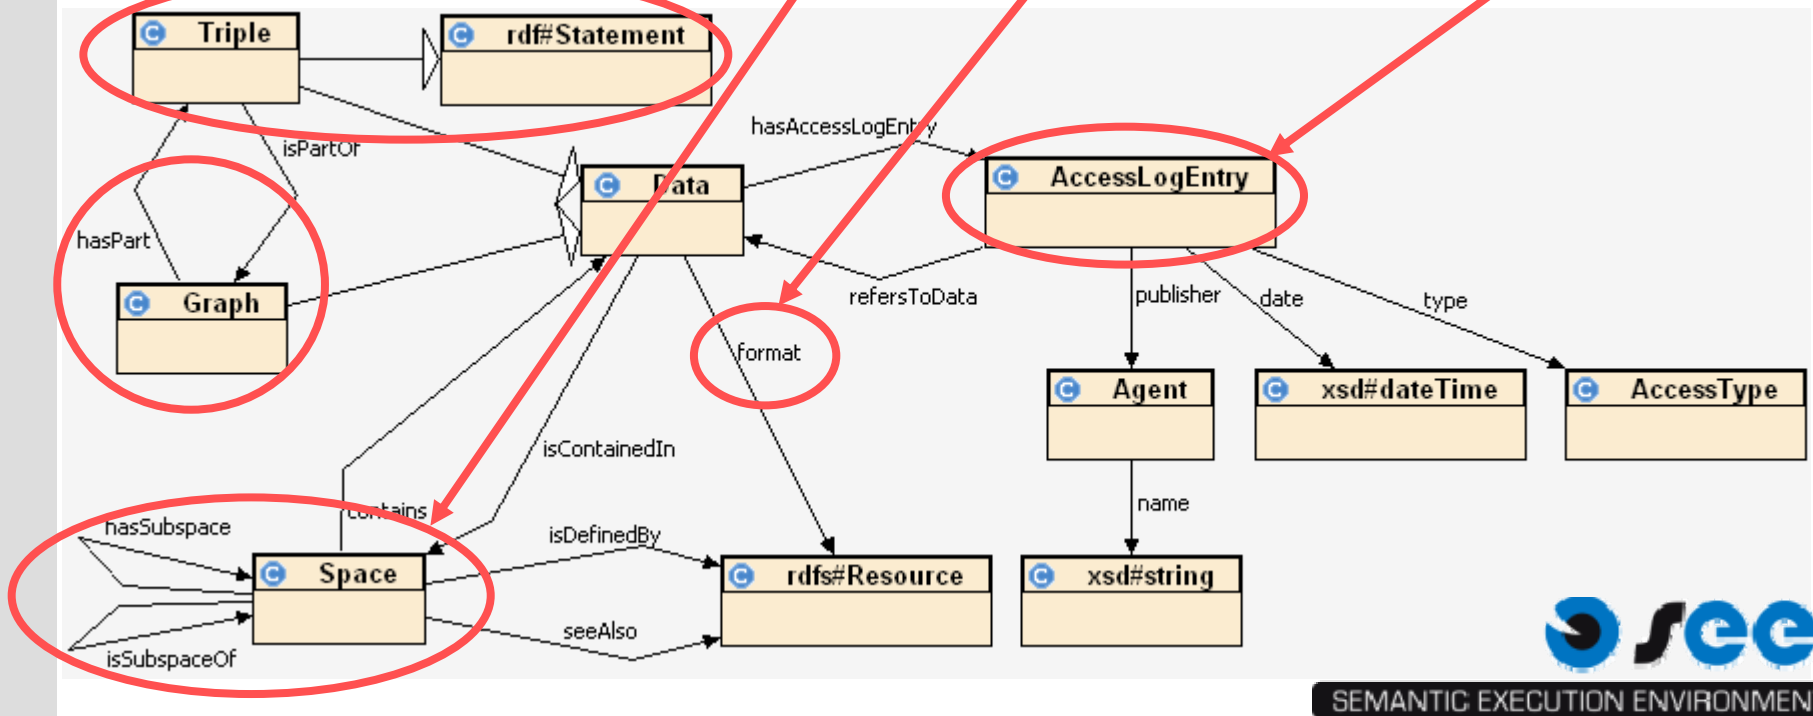 Triple
rdf#Statement
hasAccessLogEntry
isPartOf
Data
AccessLogEntry
hasPart
Graph
refersToData
publisher
date
type
format
Agent
xsd#dateTime
AccessType
isContainedIn
name
contains
hasSubspace
isDefinedBy
Space
rdfs#Resource
xsd#string
seeAlso
isSubspaceOf
see
SEMANTIC EXECUTION ENVIRONMEN